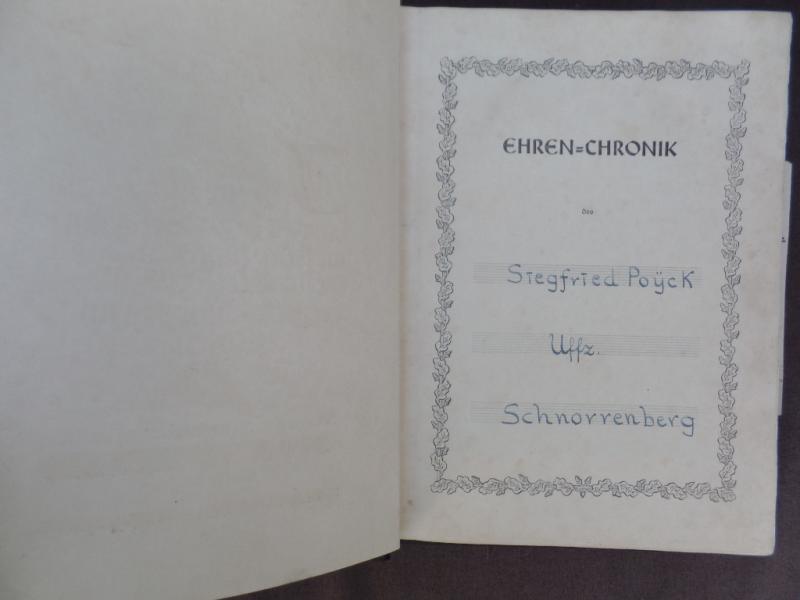 EHREN=CHRONIK
des
Siegfried Poÿck
Uffz.
Schnorrenberg